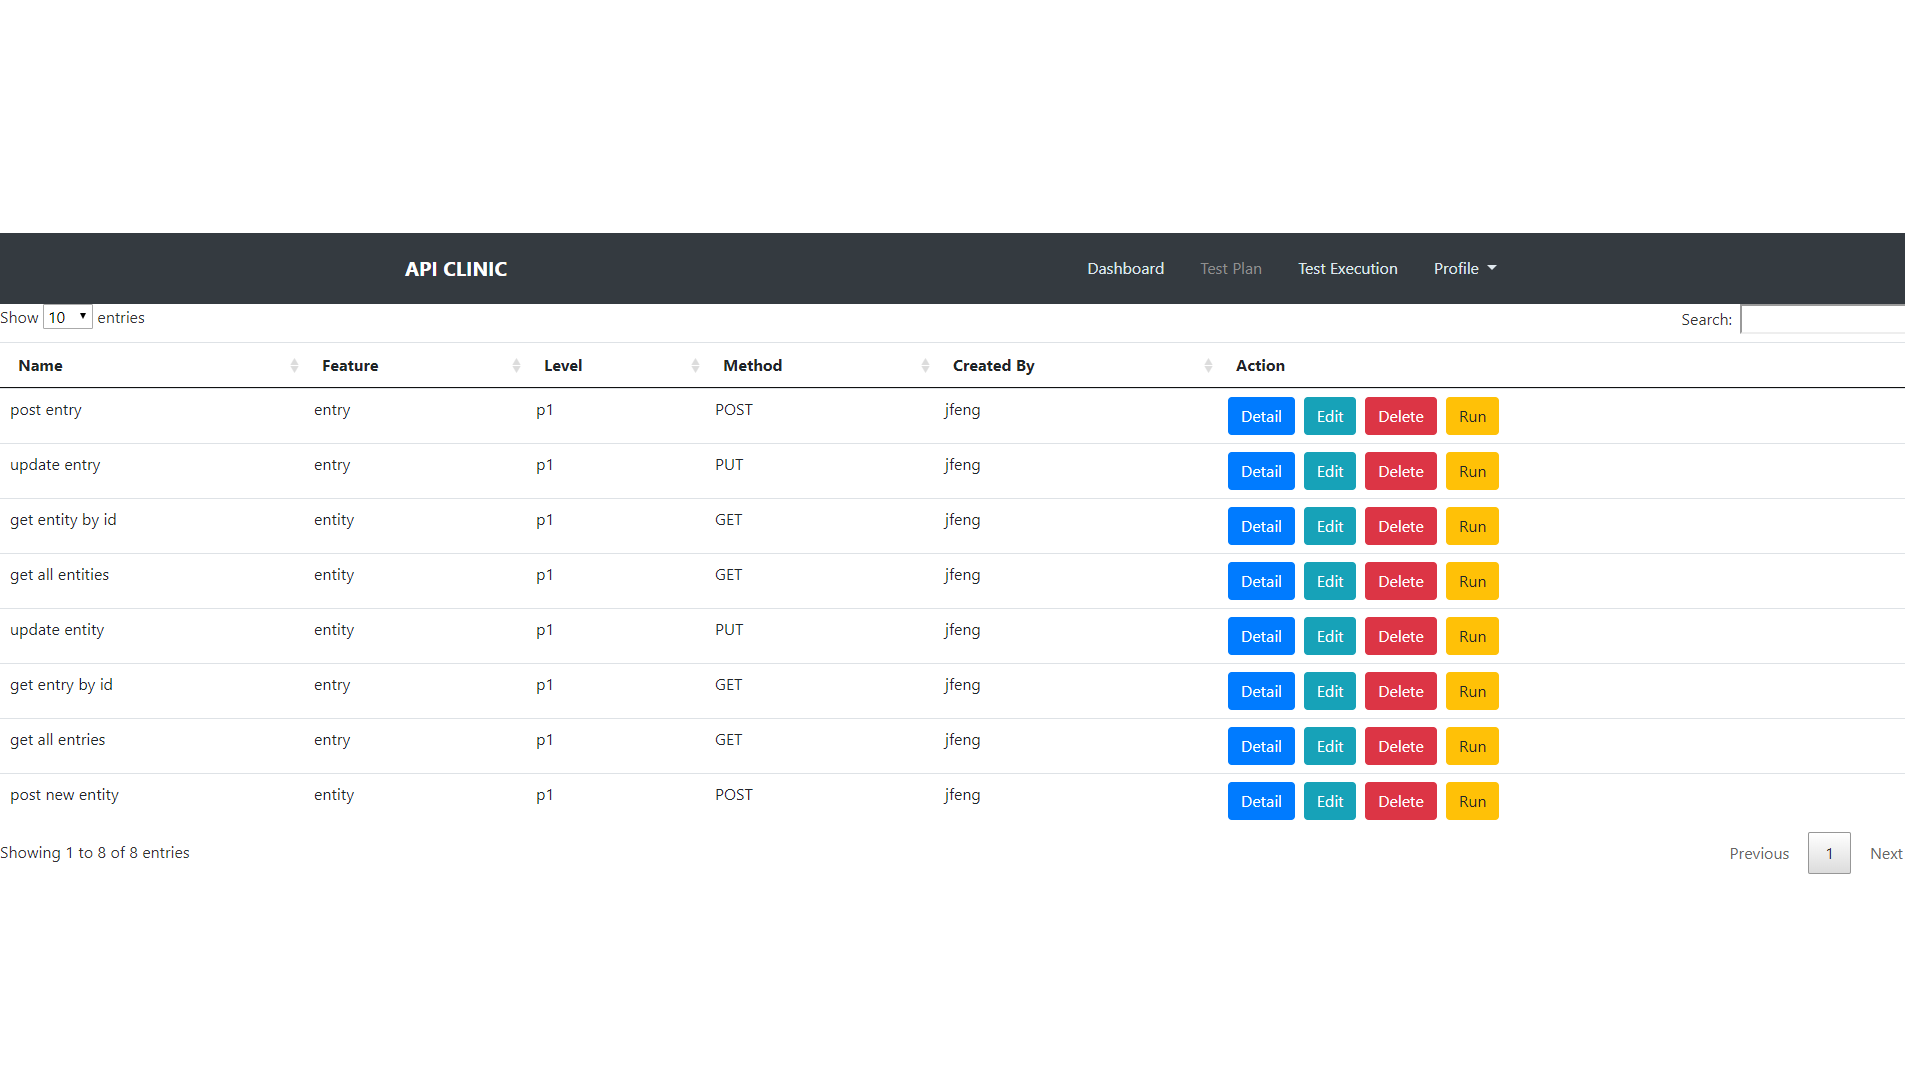 API CLINIC Dashboard Test Plan Test Execution Profile
Show 10 entries Search:
Name Feature Level Method Created By Action
post entry entry p1 POST jfeng Detail Edit Delete Run
update entry entry p1 PUT jfeng Detail Edit Delete Run
get entity by id entity p1 GET jfeng Detail Edit Delete Run
get all entities entity p1 GET jfeng Detail Edit Delete Run
update entity entity p1 PUT jfeng Detail Edit Delete Run
get entry by id entry p1 GET jfeng Detail Edit Delete Run
get all entries entry p1 GET jfeng Detail Edit Delete Run
post new entity entity p1 POST jfeng Detail Edit Delete Run
Showing 1 to 8 of 8 entries Previous 1 Next